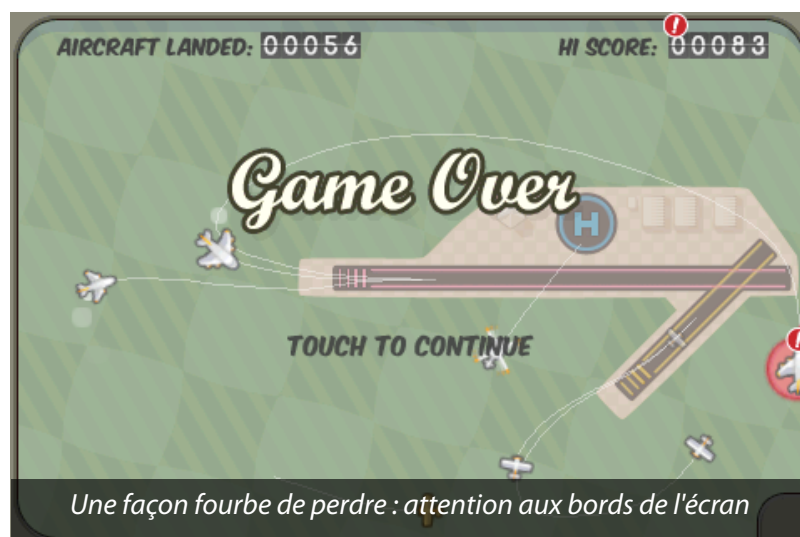 AIRCRAFT LANDED: 00056
HI SCORE: 00083
!
Game Over
H
TOUCH TO CONTINUE
!
Une façon fourbe de perdre : attention aux bords de l'écran